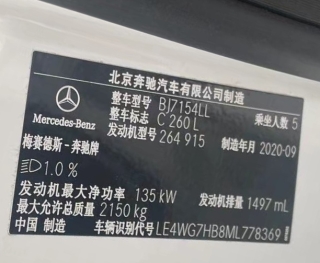 北京奔驰汽车有限公司制造
整车型号 BJ7154LL 乘坐人数 5
整车标志 C 260 L
Mercedes-Benz 发动机型号 264 915
梅赛德斯-奔驰牌 制造年月 2020-09
1.0 %
发动机最大净功率 135 kW 发动机排量 1497 mL
最大允许总质量 2150 kg
中国 制造 车辆识别代号 LE4WG7HB8ML778369